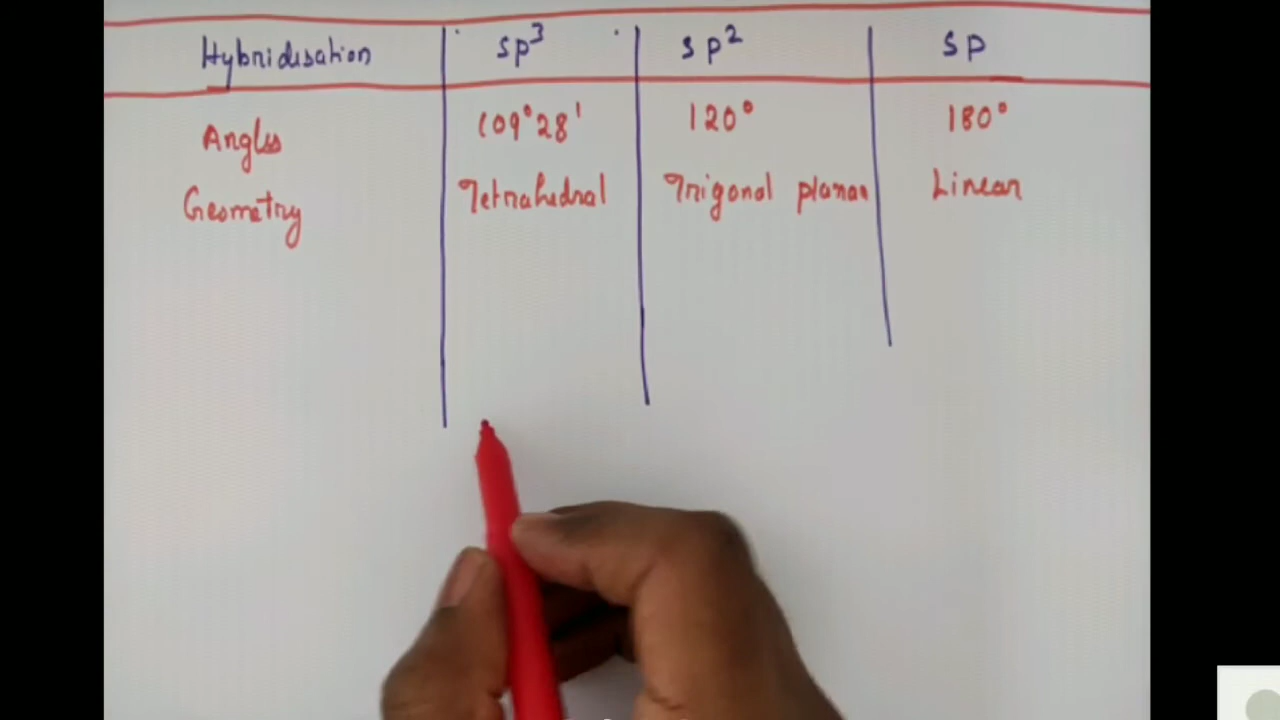 Hybridisation sp³ sp² sp
Angles 109°28' 120° 180°
Geometry Tetrahedral Trigonal planar Linear